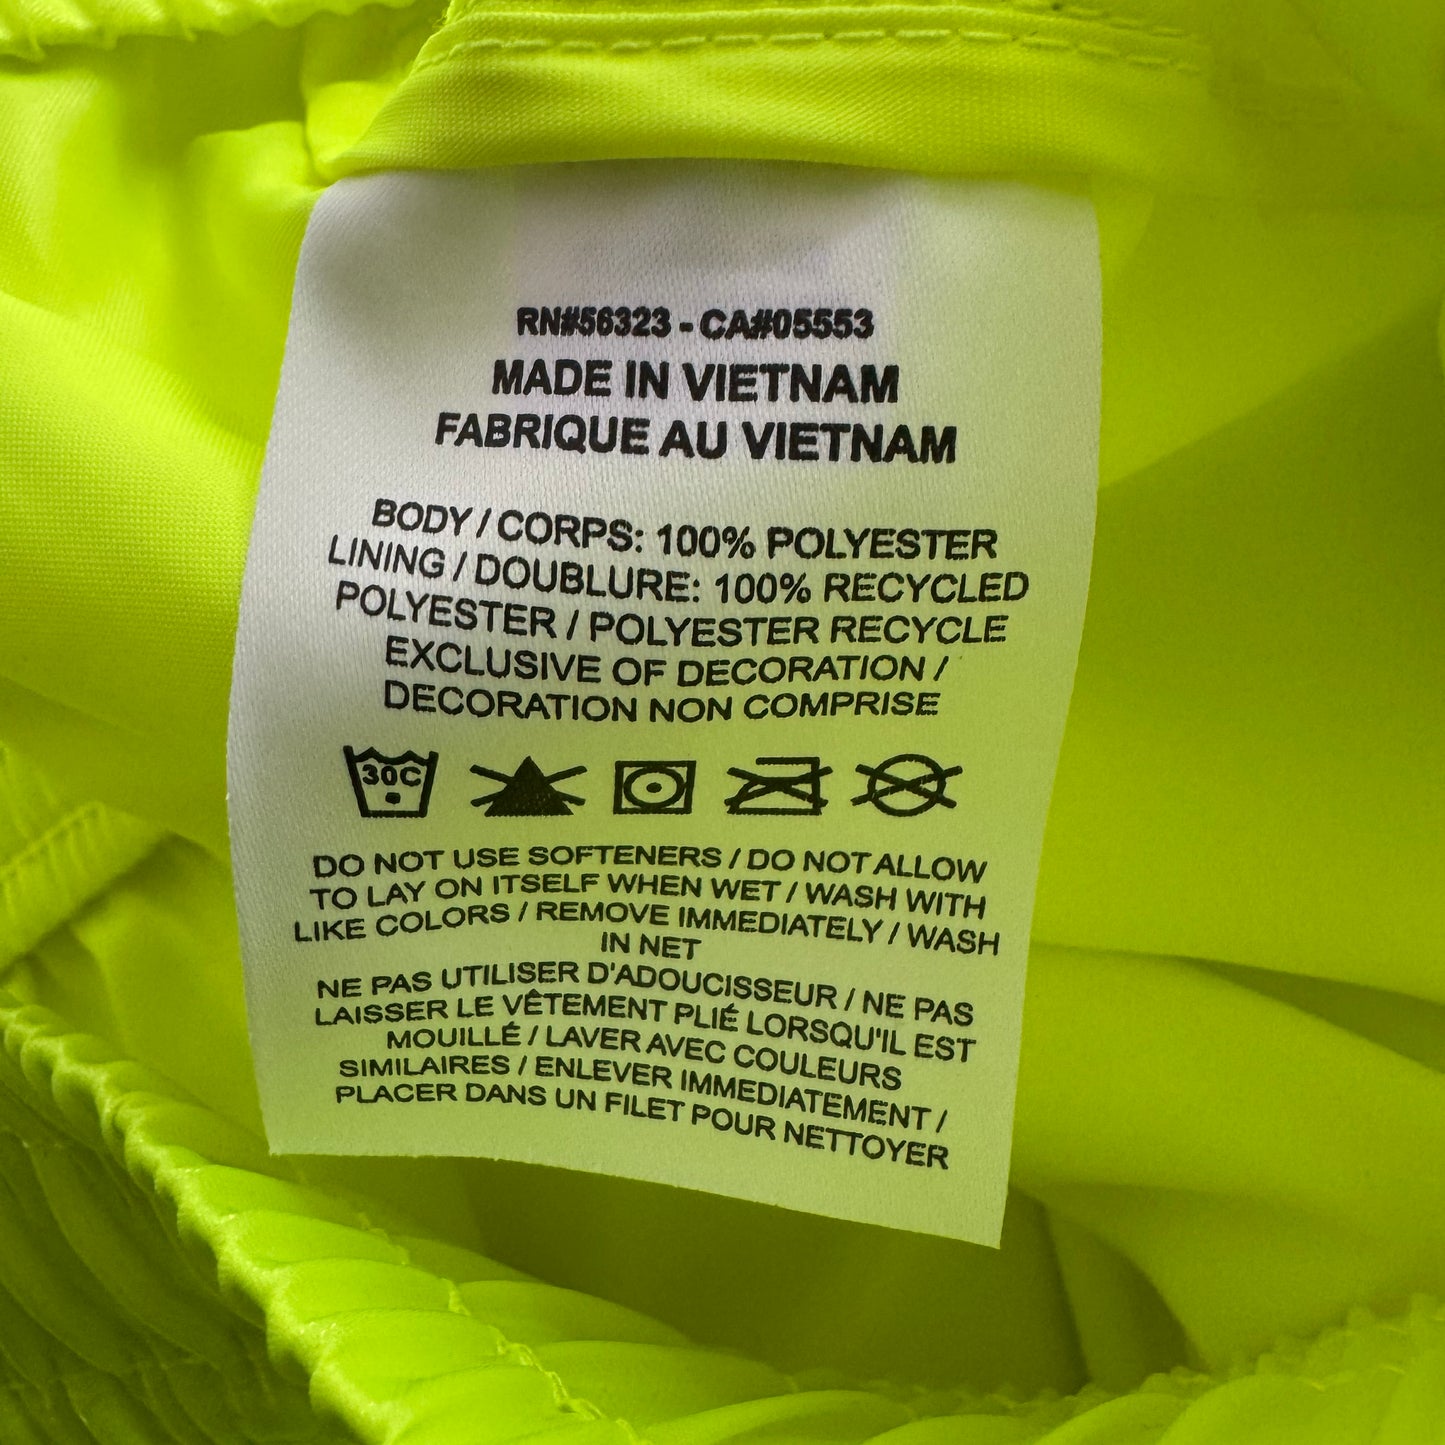 RN#56323 - CA#05553
MADE IN VIETNAM
FABRIQUE AU VIETNAM
BODY / CORPS: 100% POLYESTER
LINING / DOUBLURE: 100% RECYCLED
POLYESTER / POLYESTER RECYCLE
EXCLUSIVE OF DECORATION /
DECORATION NON COMPRISE
30C
DO NOT USE SOFTENERS / DO NOT ALLOW
TO LAY ON ITSELF WHEN WET / WASH WITH
LIKE COLORS / REMOVE IMMEDIATELY / WASH
IN NET
NE PAS UTILISER D'ADOUCISSEUR / NE PAS
LAISSER LE VÊTEMENT PLIÉ LORSQU'IL EST
MOUILLÉ / LAVER AVEC COULEURS
SIMILAIRES / ENLEVER IMMEDIATEMENT /
PLACER DANS UN FILET POUR NETTOYER